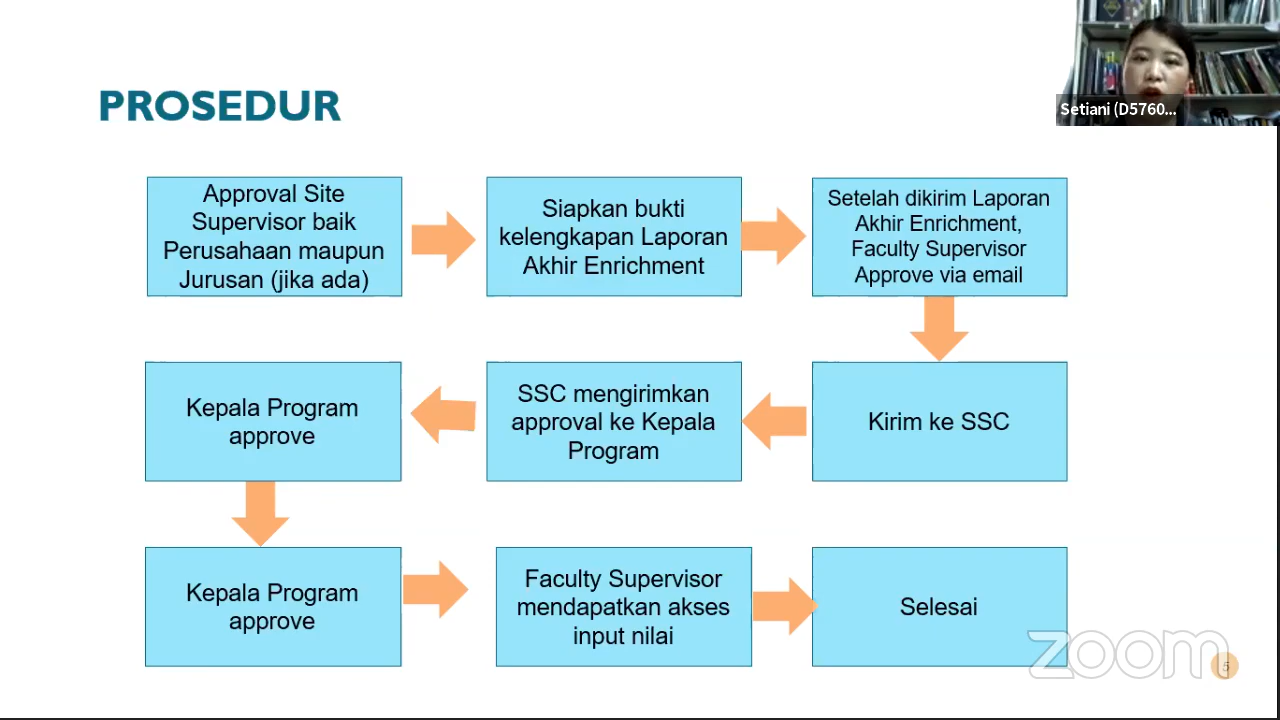 PROSEDUR
Setiani (D5760...
Approval Site
Supervisor baik
Perusahaan maupun
Jurusan (jika ada)
Siapkan bukti
kelengkapan Laporan
Akhir Enrichment
Setelah dikirim Laporan
Akhir Enrichment,
Faculty Supervisor
Approve via email
Kirim ke SSC
SSC mengirimkan
approval ke Kepala
Program
Kepala Program
approve
Kepala Program
approve
Faculty Supervisor
mendapatkan akses
input nilai
Selesai
zoom
5